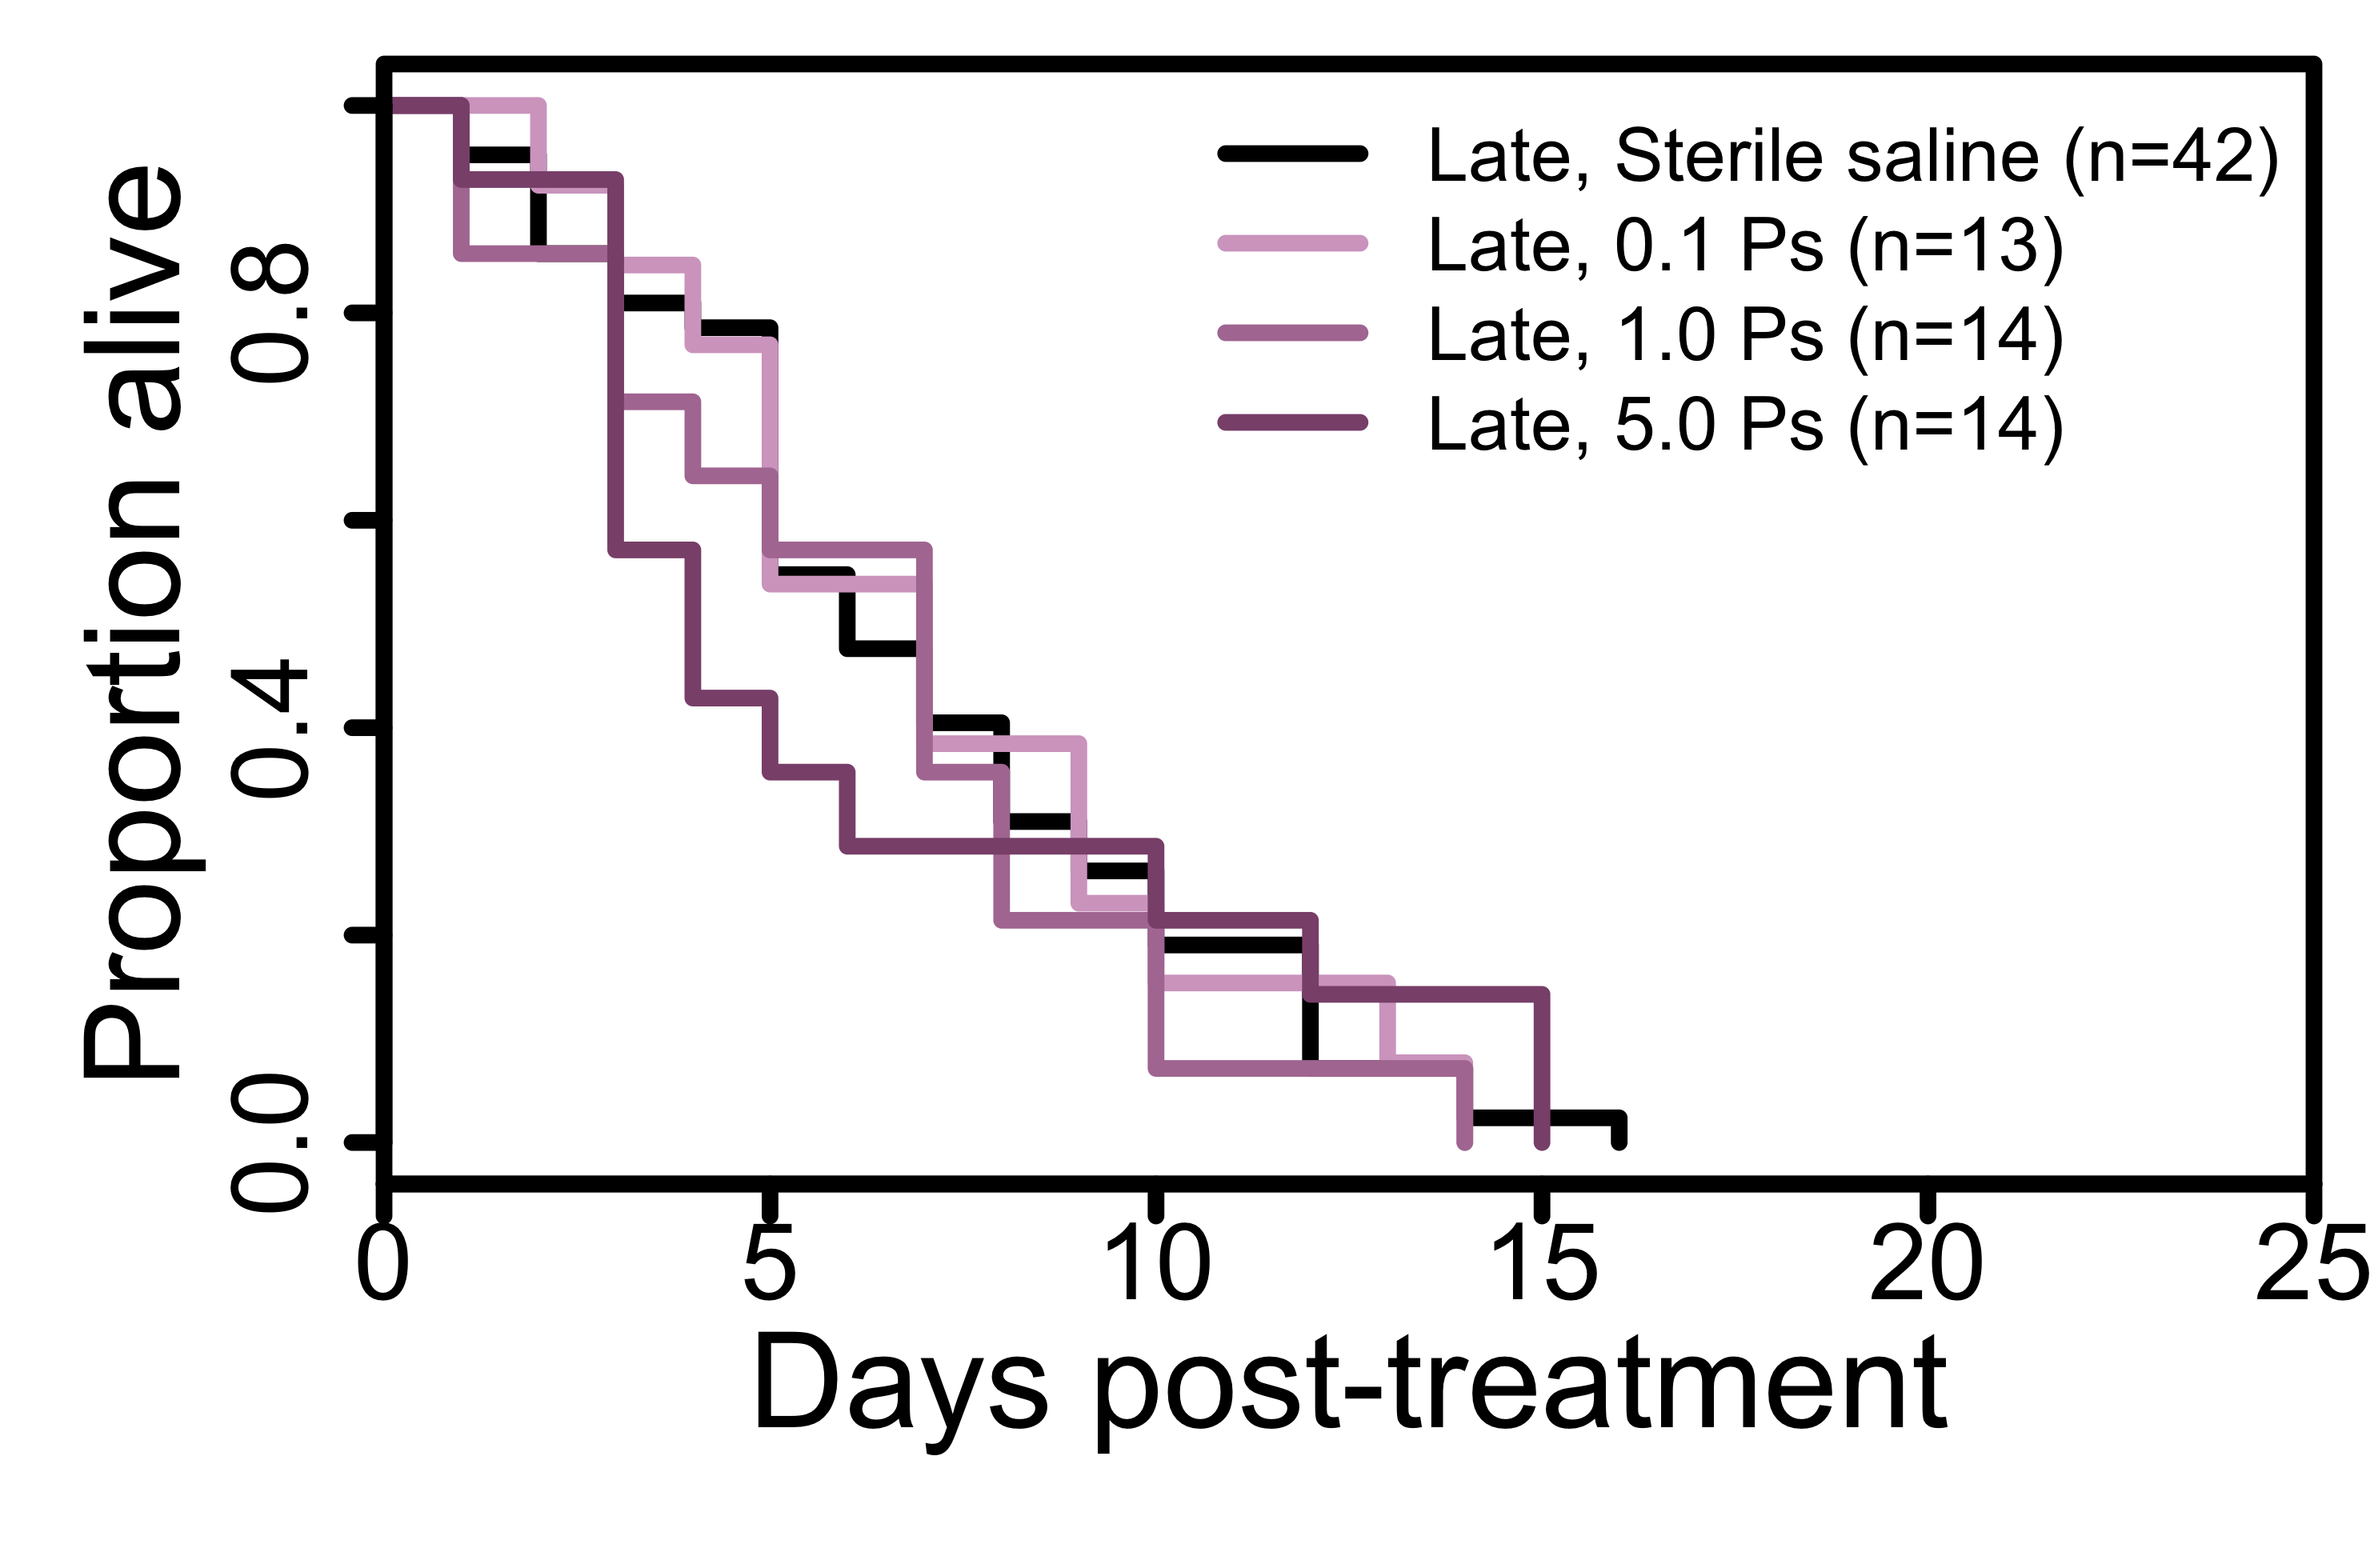 Late, Sterile saline (n=42)
Late, 0.1 Ps (n=13)
Late, 1.0 Ps (n=14)
Late, 5.0 Ps (n=14)
Proportion alive
0.8
0.4
0.0
0 5 10 15 20 25
Days post-treatment